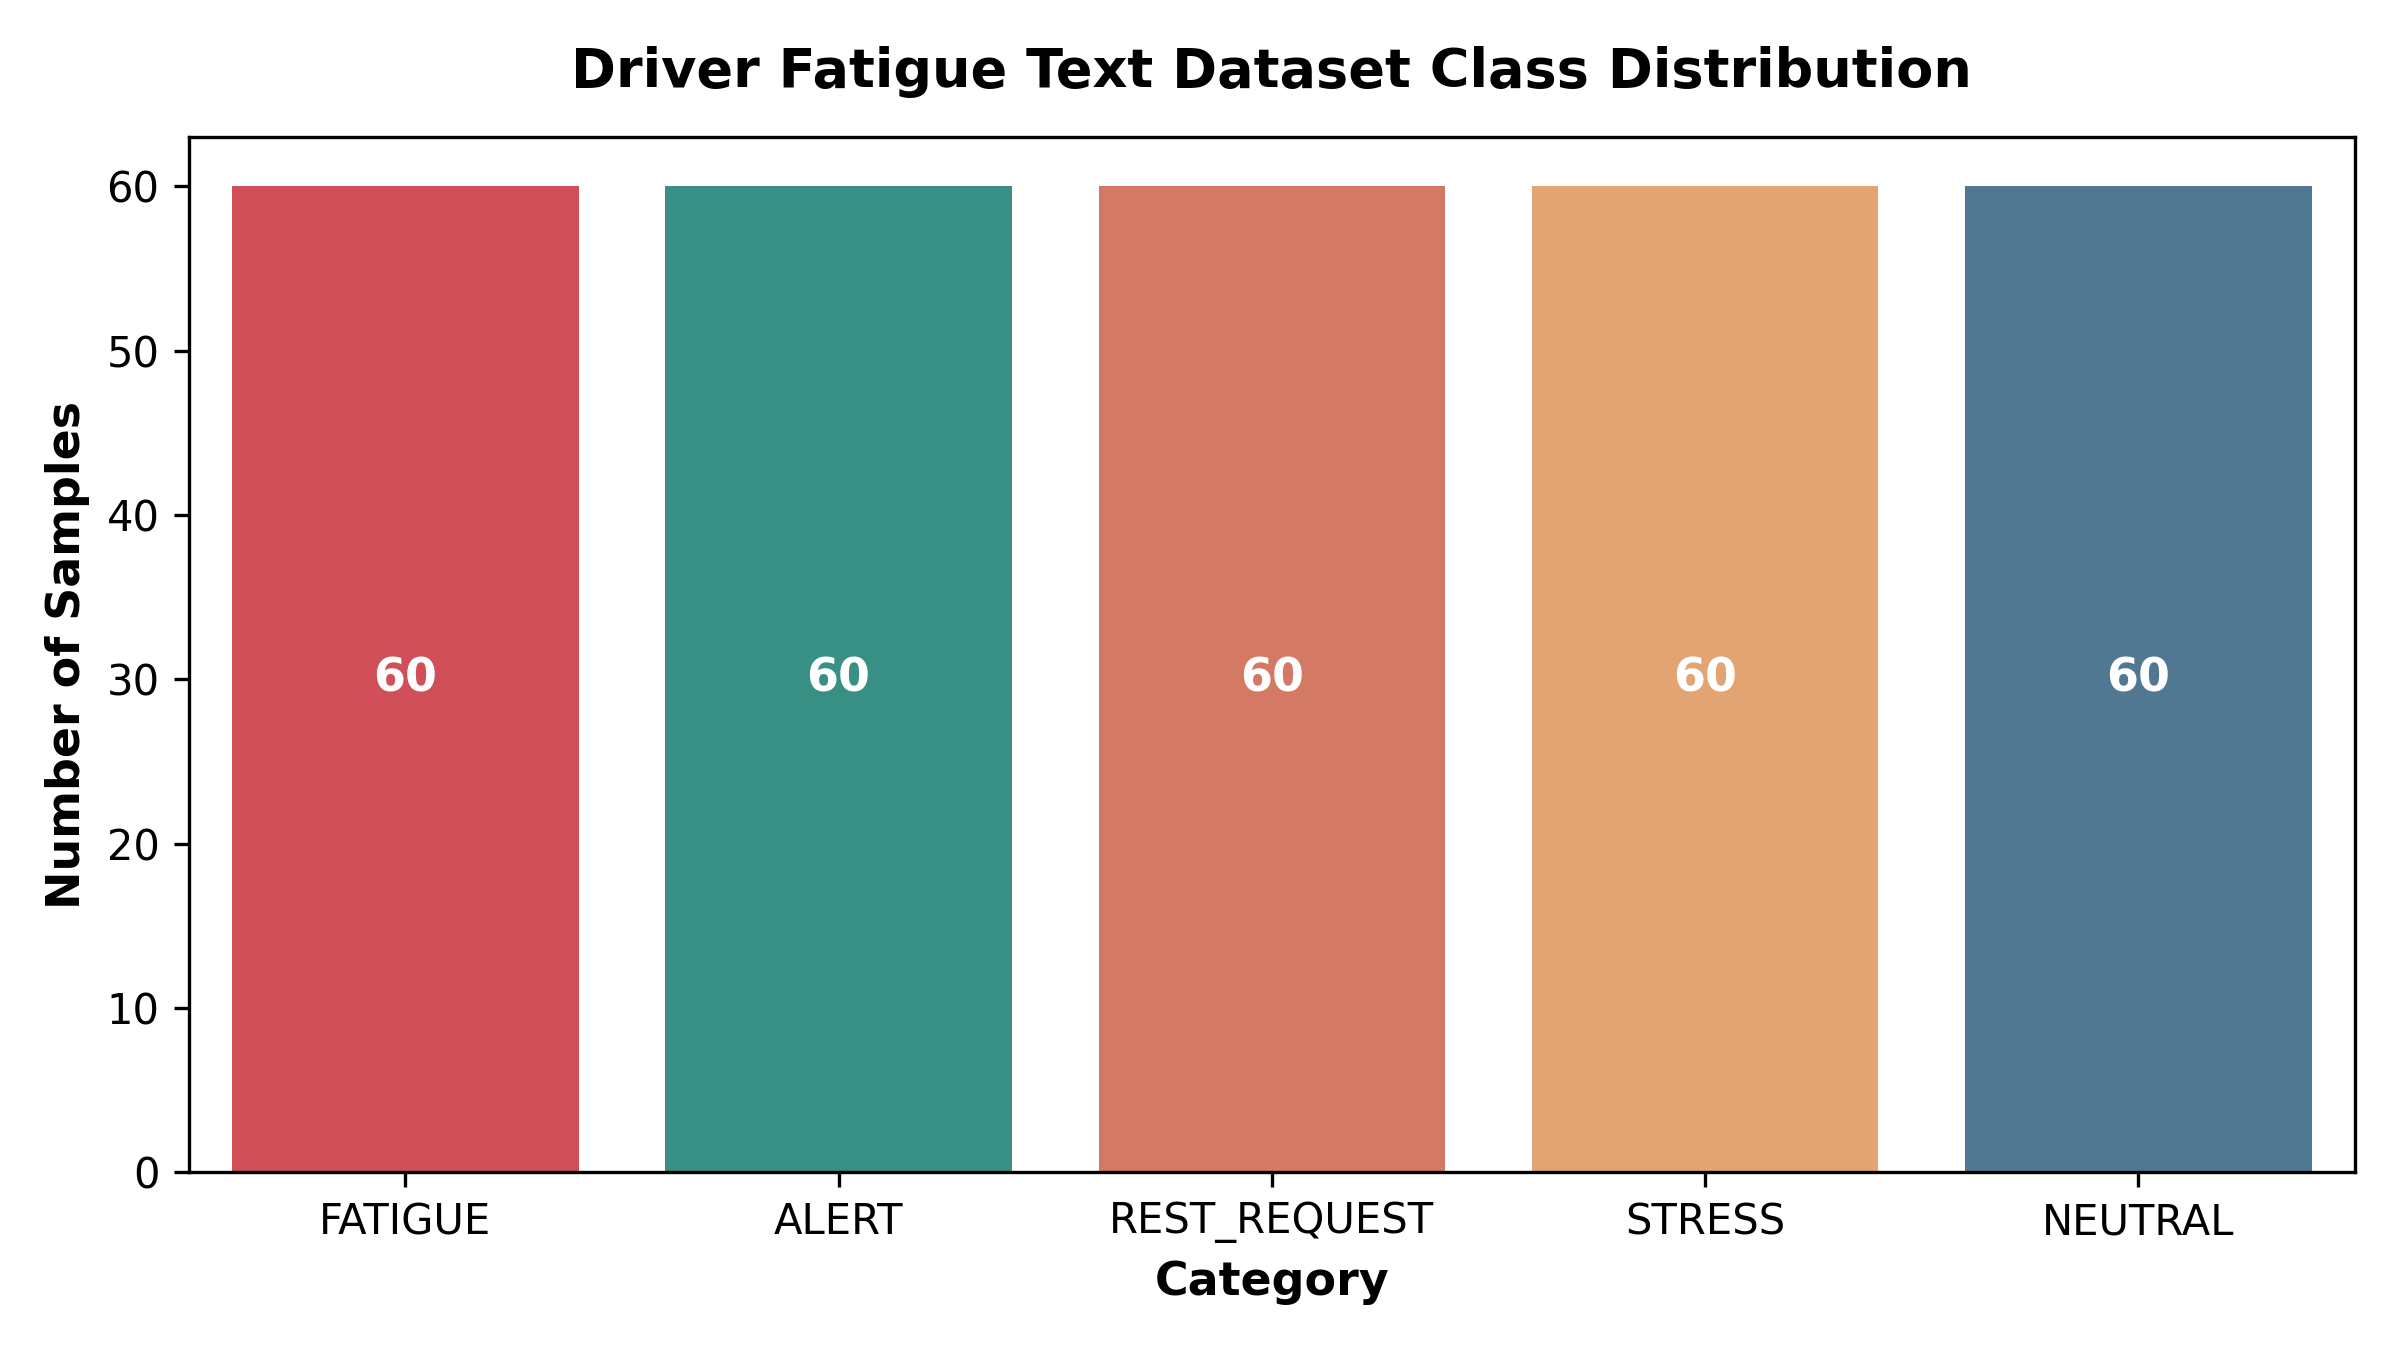 Driver Fatigue Text Dataset Class Distribution
Number of Samples
60
50
40
30
20
10
0
60
60
60
60
60
FATIGUE
ALERT
REST_REQUEST
STRESS
NEUTRAL
Category